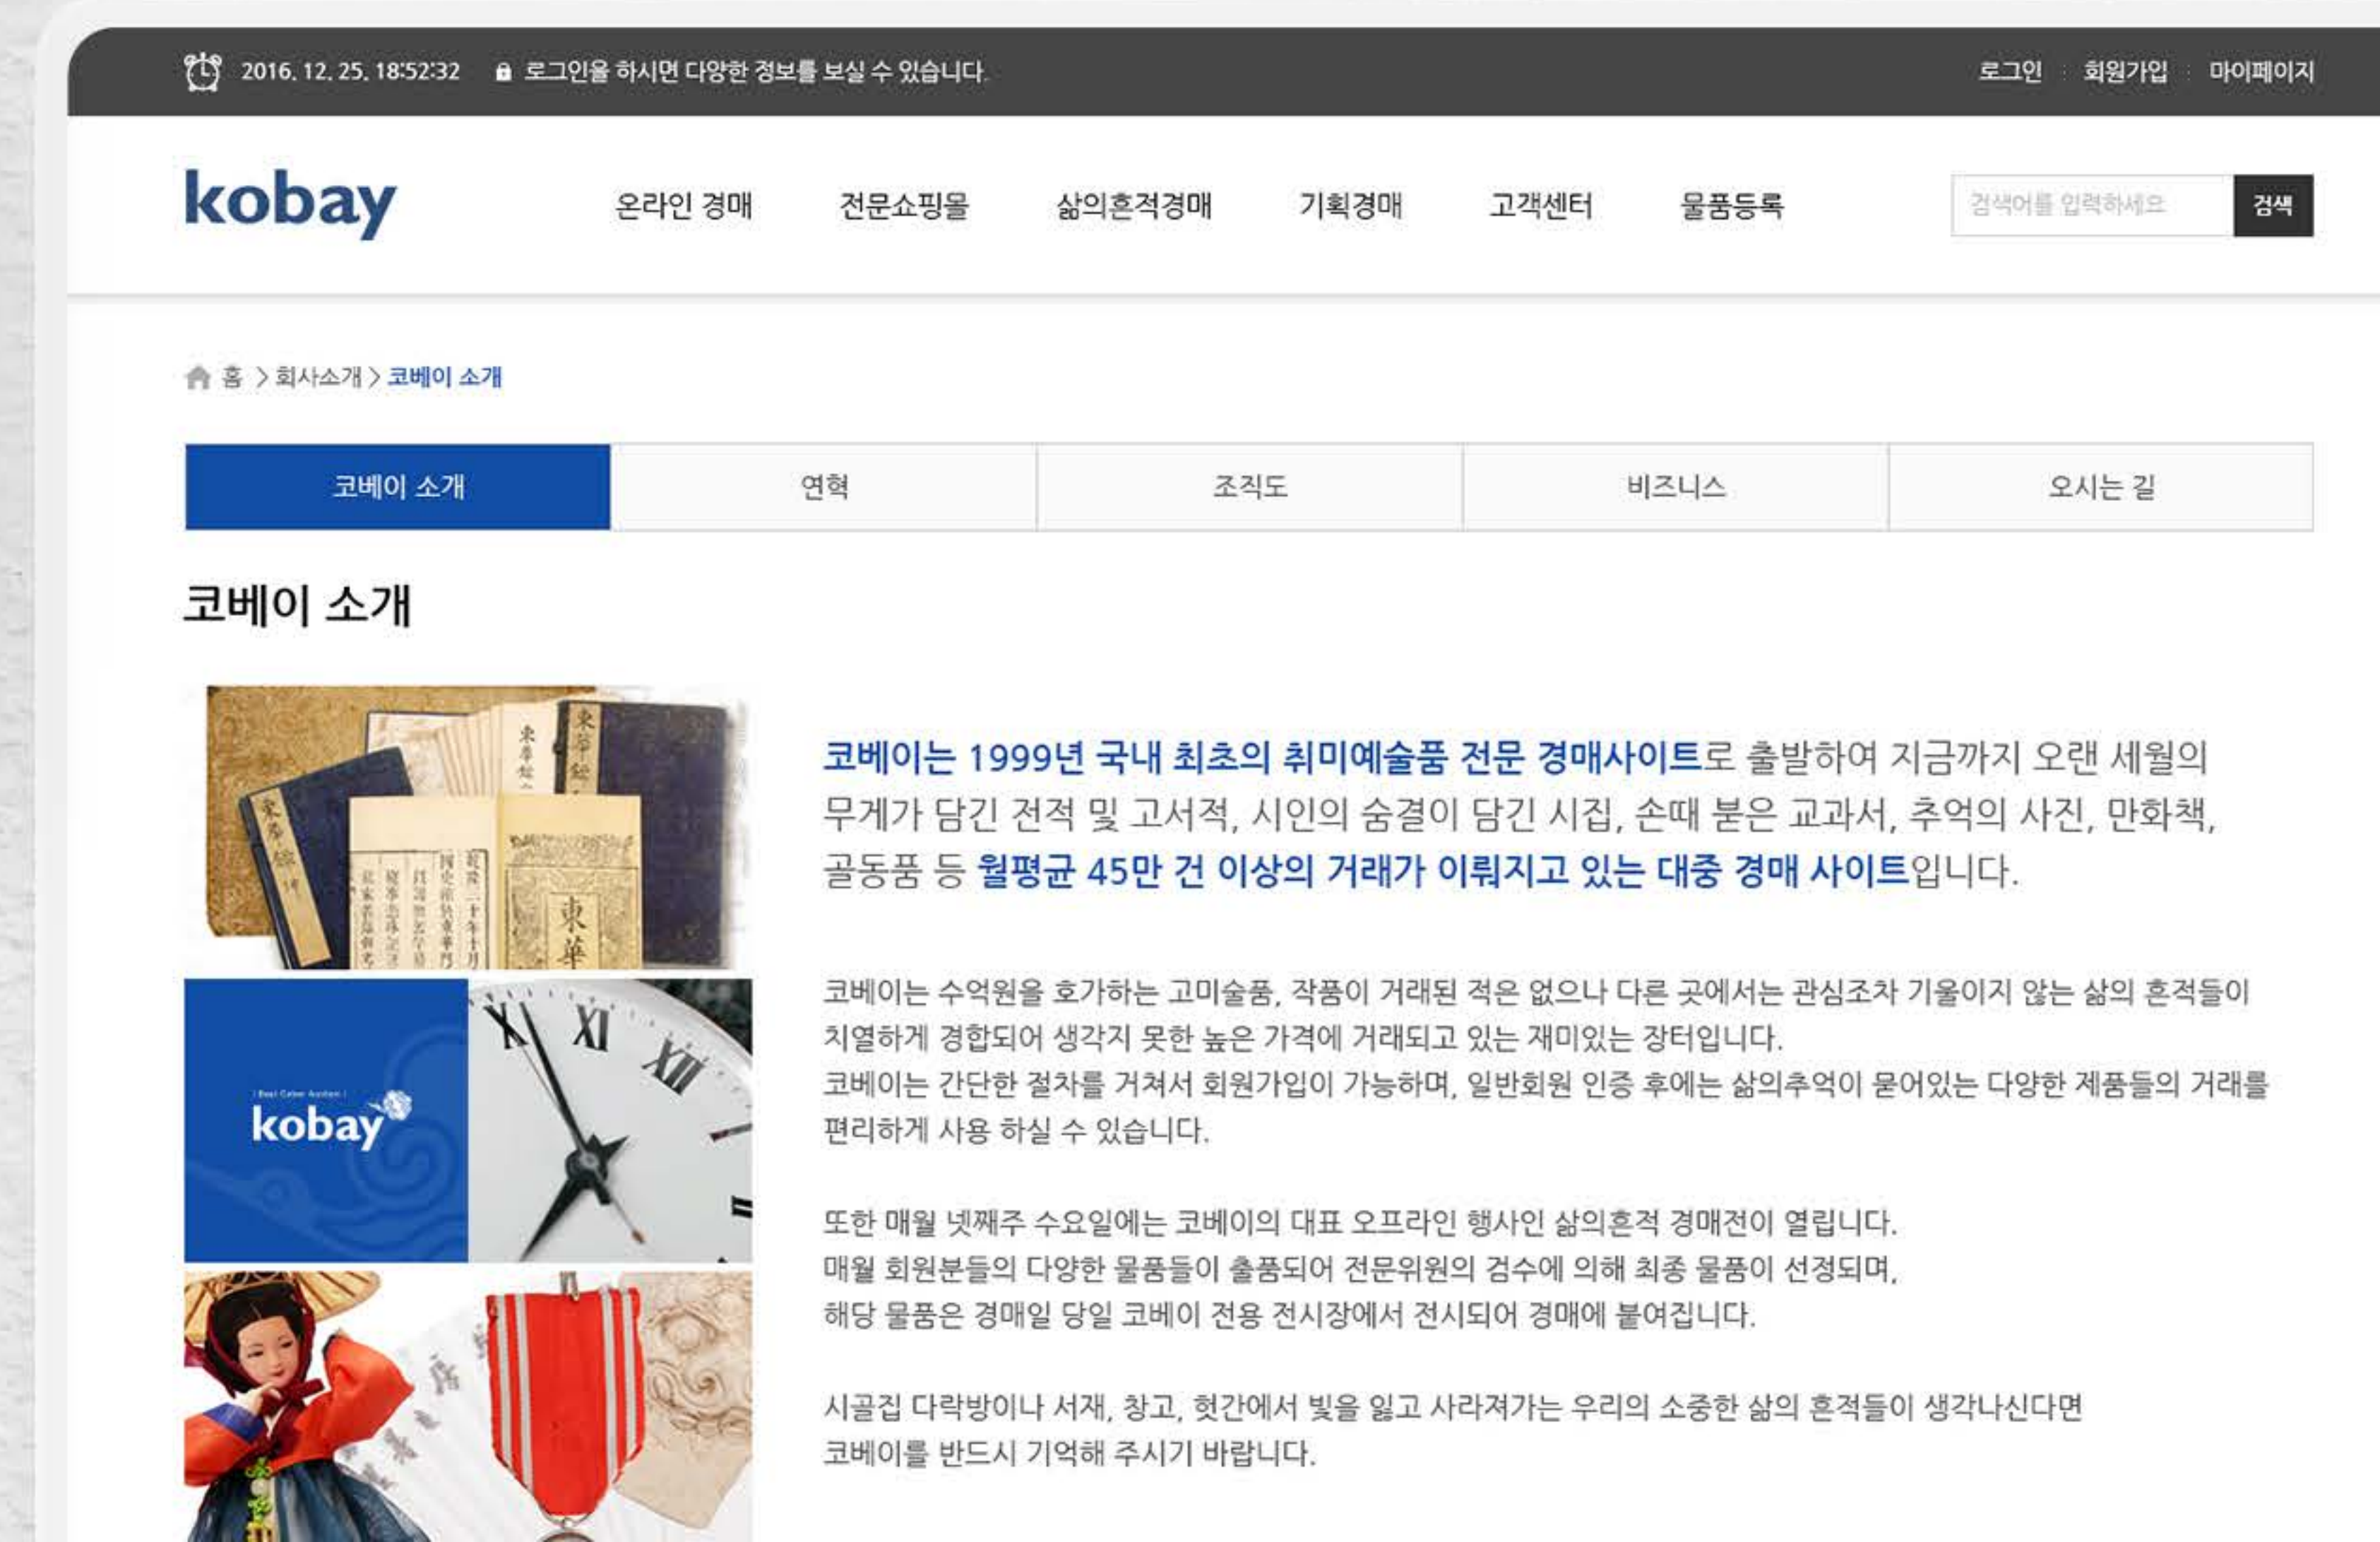 2016. 12. 25. 18:52:32 로그인을 하시면 다양한 정보를 보실 수 있습니다.
로그인 회원가입 마이페이지
kobay
온라인 경매 전문쇼핑몰 삶의흔적경매 기획경매 고객센터 물품등록
검색어를 입력하세요 검색
홈 > 회사소개 > 코베이 소개
코베이 소개 연혁 조직도 비즈니스 오시는 길
코베이 소개
東華
코베이는 1999년 국내 최초의 취미예술품 전문 경매사이트로 출발하여 지금까지 오랜 세월의
무게가 담긴 전적 및 고서적, 시인의 숨결이 담긴 시집, 손때 붇은 교과서, 추억의 사진, 만화책,
골동품 등 월평균 45만 건 이상의 거래가 이뤄지고 있는 대중 경매 사이트입니다.
코베이는 수억원을 호가하는 고미술품, 작품이 거래된 적은 없으나 다른 곳에서는 관심조차 기울이지 않는 삶의 흔적들이
치열하게 경합되어 생각지 못한 높은 가격에 거래되고 있는 재미있는 장터입니다.
코베이는 간단한 절차를 거쳐서 회원가입이 가능하며, 일반회원 인증 후에는 삶의추억이 묻어있는 다양한 제품들의 거래를
편리하게 사용 하실 수 있습니다.
또한 매월 넷째주 수요일에는 코베이의 대표 오프라인 행사인 삶의흔적 경매전이 열립니다.
매월 회원분들의 다양한 물품들이 출품되어 전문위원의 검수에 의해 최종 물품이 선정되며,
해당 물품은 경매일 당일 코베이 전용 전시장에서 전시되어 경매에 붙여집니다.
시골집 다락방이나 서재, 창고, 헛간에서 빛을 잃고 사라져가는 우리의 소중한 삶의 흔적들이 생각나신다면
코베이를 반드시 기억해 주시기 바랍니다.
X XI XII
kobay